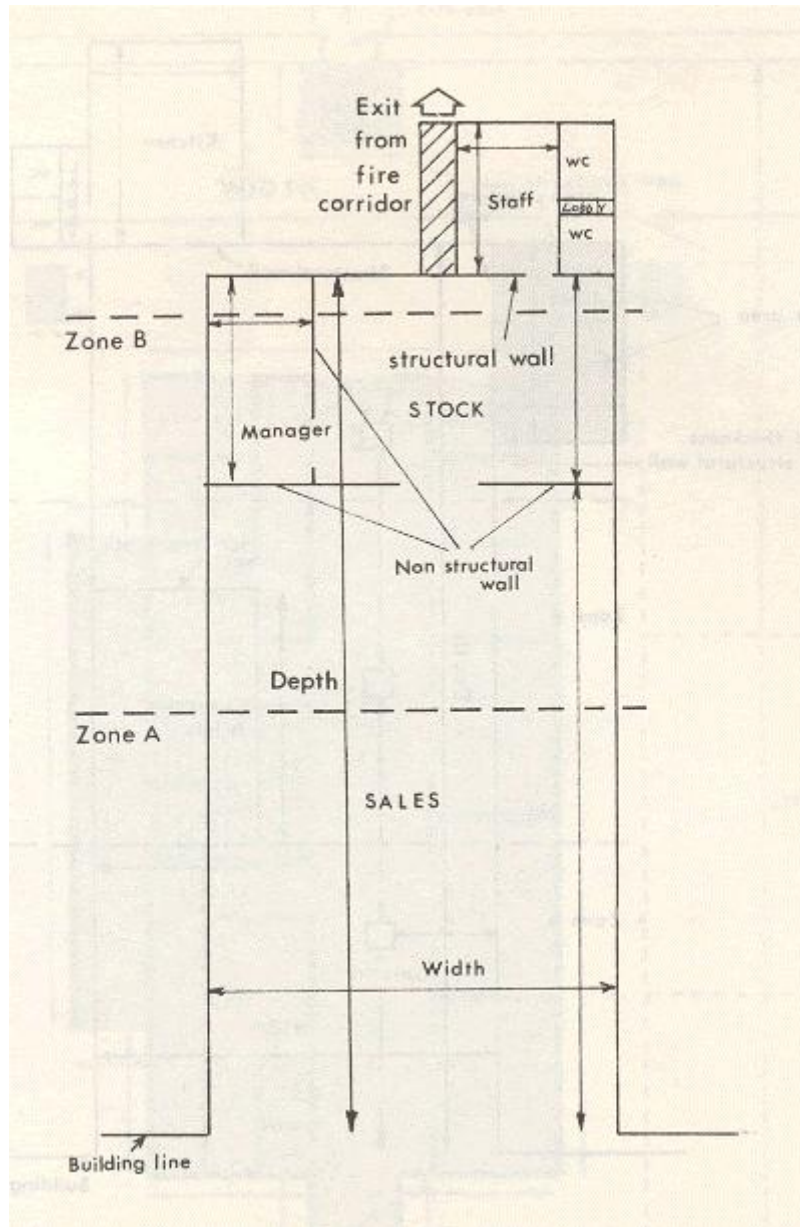 Exit
from
fire
corridor
wc
Staff
Lobby
wc
Zone B
structural wall
STOCK
Manager
Non structural
wall
Depth
Zone A
SALES
Width
Building line